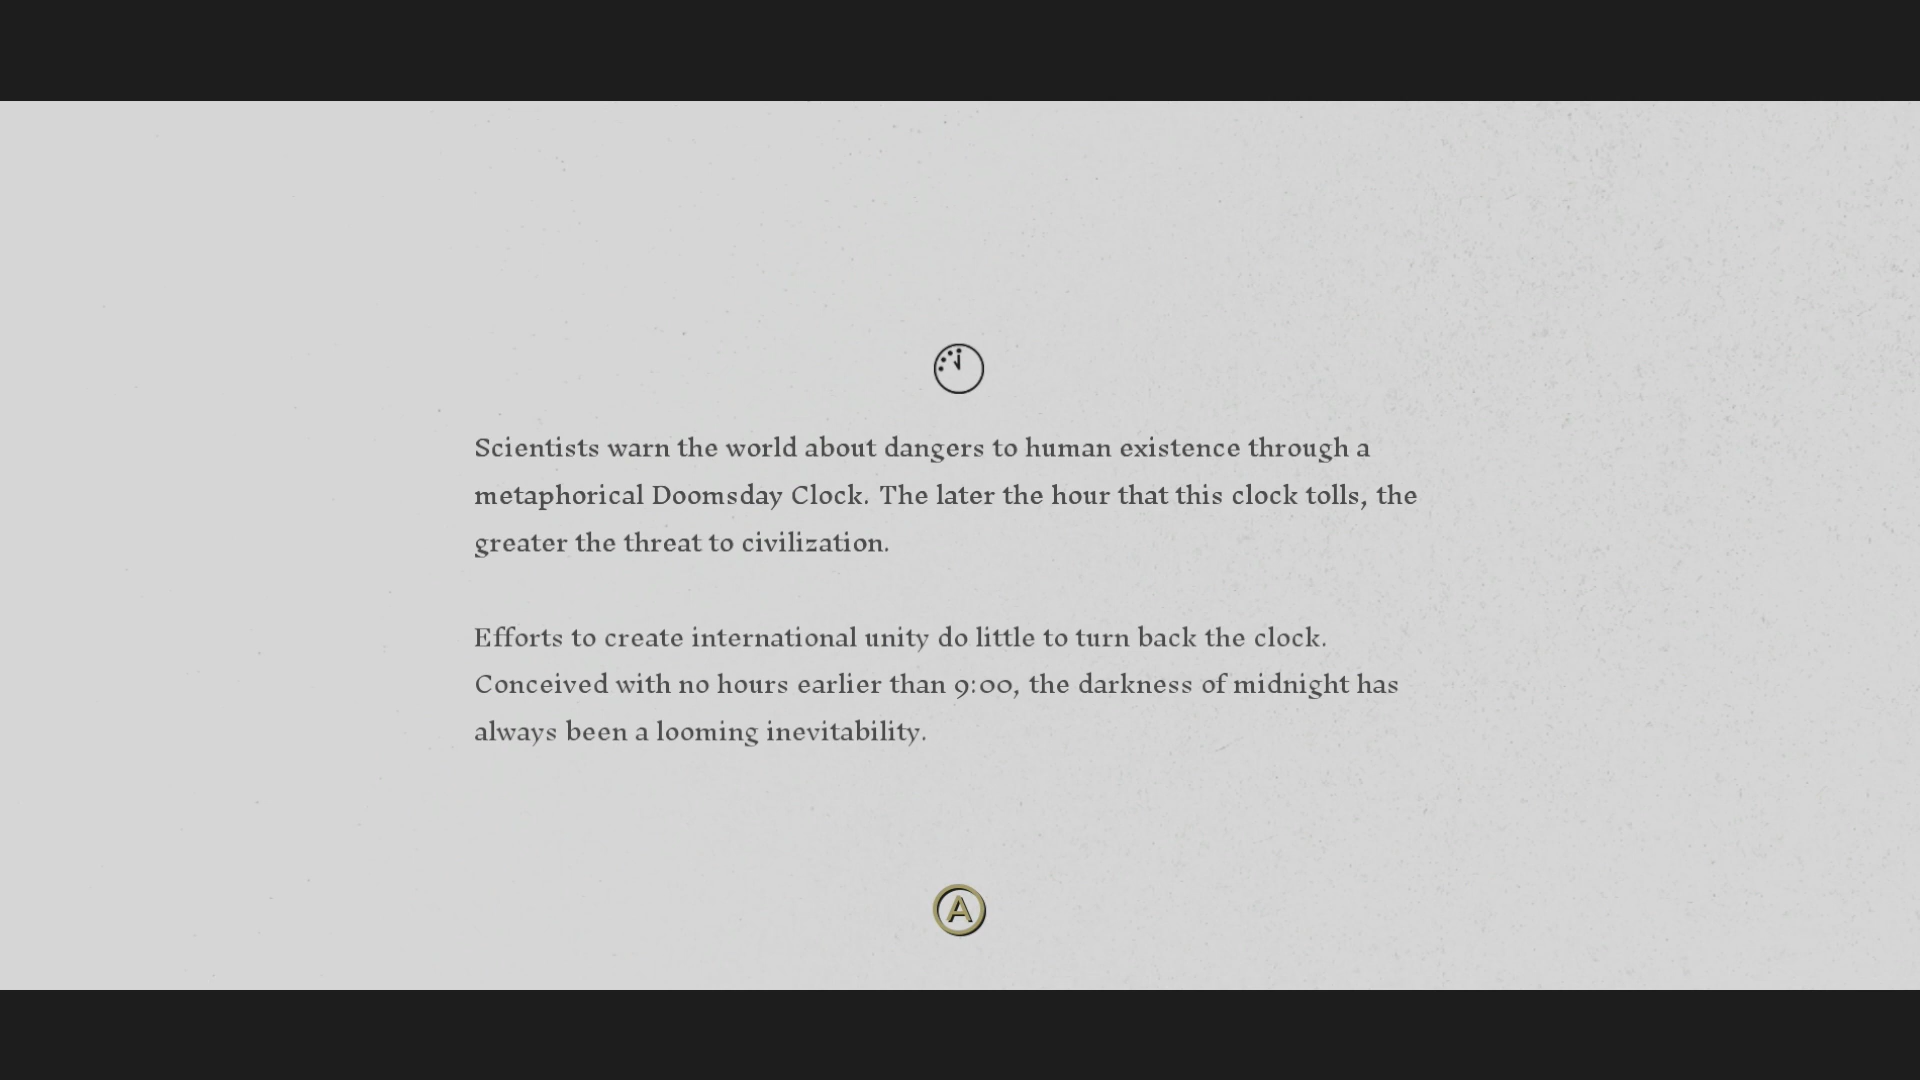 Scientists warn the world about dangers to human existence through a
metaphorical Doomsday Clock. The later the hour that this clock tolls, the
greater the threat to civilization.
Efforts to create international unity do little to turn back the clock.
Conceived with no hours earlier than 9:00, the darkness of midnight has
always been a looming inevitability.
A